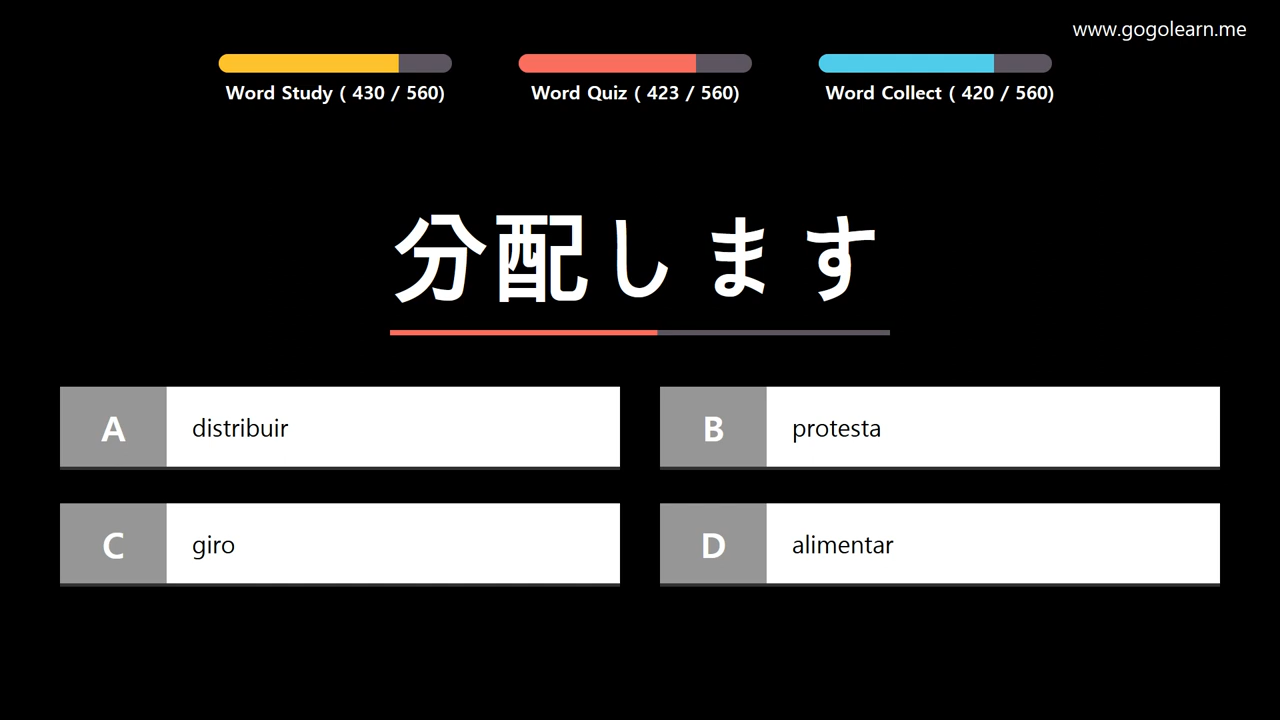 www.gogolearn.me
Word Study ( 430 / 560)
Word Quiz ( 423 / 560)
Word Collect ( 420 / 560)
分配します
A distribuir
B protesta
C giro
D alimentar